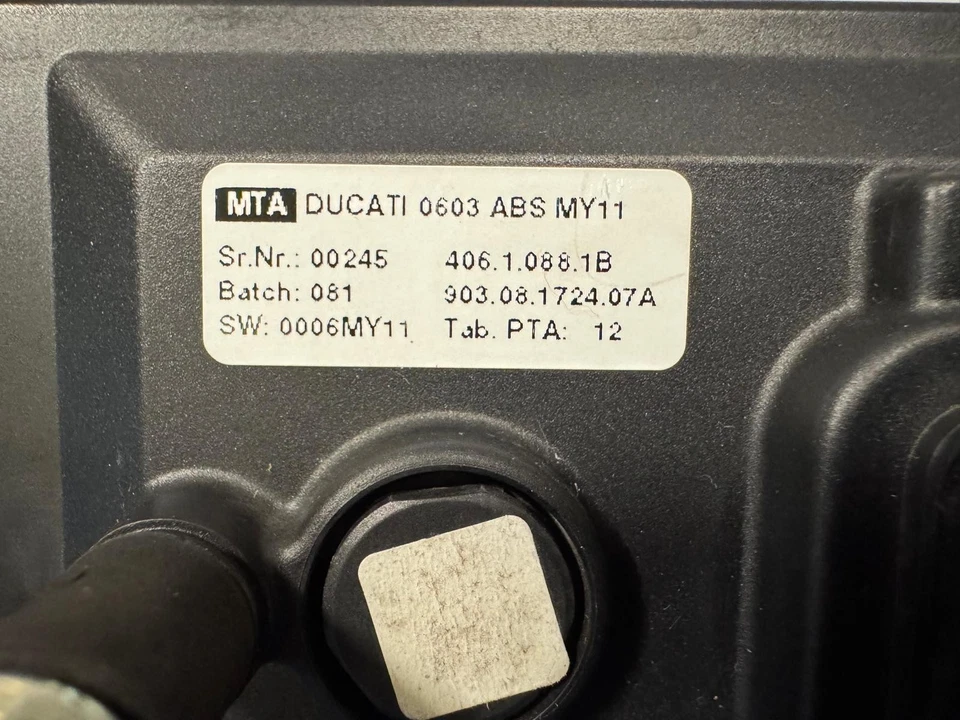 MTA DUCATI 0603 ABS MY11
Sr.Nr.: 00245 406.1.088.1B
Batch: 081 903.08.1724.07A
SW: 0006MY11 Tab. PTA: 12